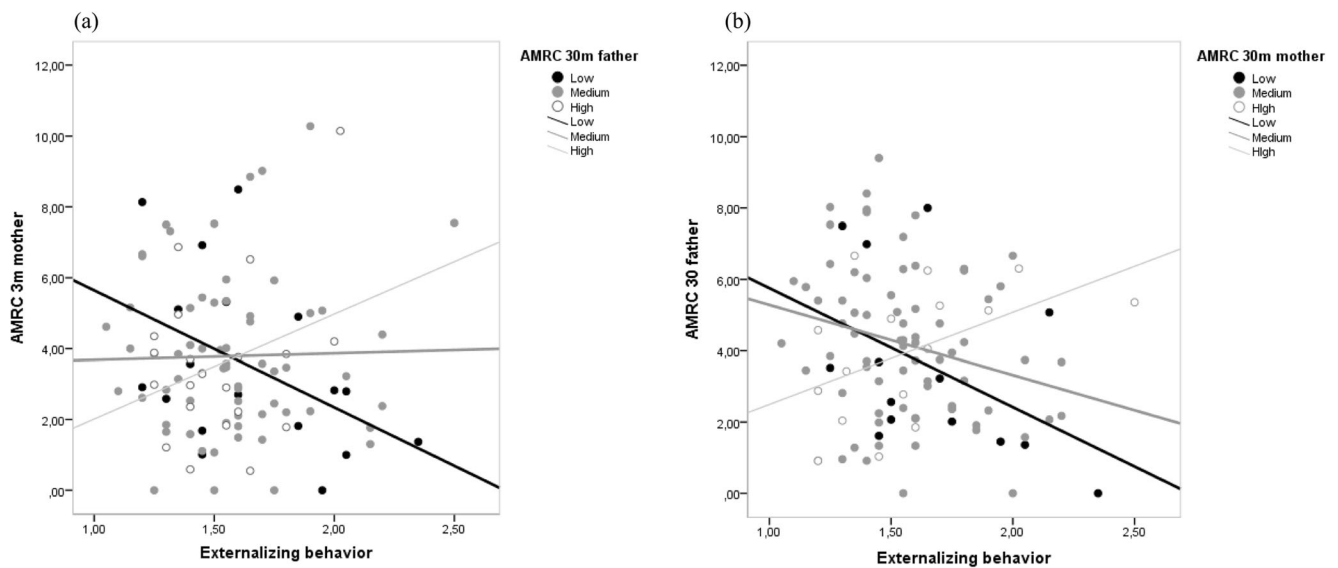 (a)
AMRC 30m father
Low
Medium
High
Low
Medium
High
12,00
10,00
8,00
6,00
4,00
2,00
,00
AMRC 3m mother
1,00 1,50 2,00 2,50
Externalizing behavior
(b)
AMRC 30m mother
Low
Medium
HIgh
Low
Medium
HIgh
12,00
10,00
8,00
6,00
4,00
2,00
,00
AMRC 30 father
1,00 1,50 2,00 2,50
Externalizing behavior